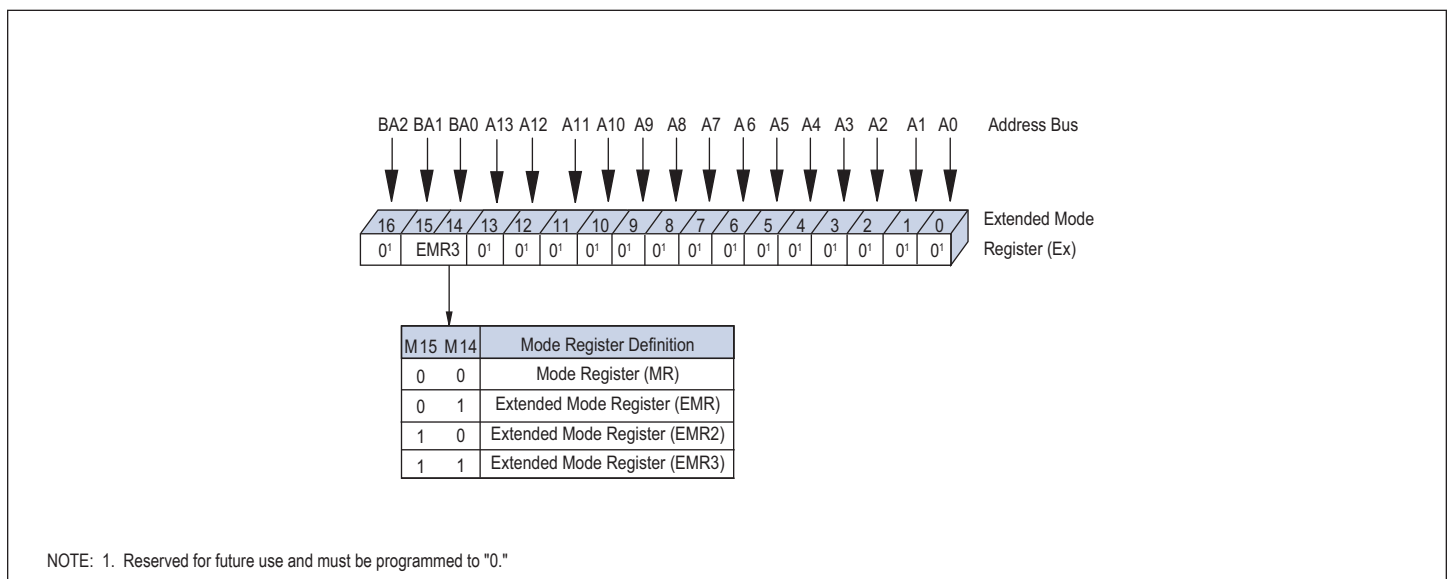 BA2 BA1 BA0 A13 A12 A11 A10 A9 A8 A7 A6 A5 A4 A3 A2 A1 A0 Address Bus
16 15 14 13 12 11 10 9 8 7 6 5 4 3 2 1 0 Extended Mode
0¹ EMR3 0¹ 0¹ 0¹ 0¹ 0¹ 0¹ 0¹ 0¹ 0¹ 0¹ 0¹ 0¹ 0¹ 0¹ Register (Ex)
M15 M14 Mode Register Definition
0 0 Mode Register (MR)
0 1 Extended Mode Register (EMR)
1 0 Extended Mode Register (EMR2)
1 1 Extended Mode Register (EMR3)
NOTE: 1. Reserved for future use and must be programmed to "0."